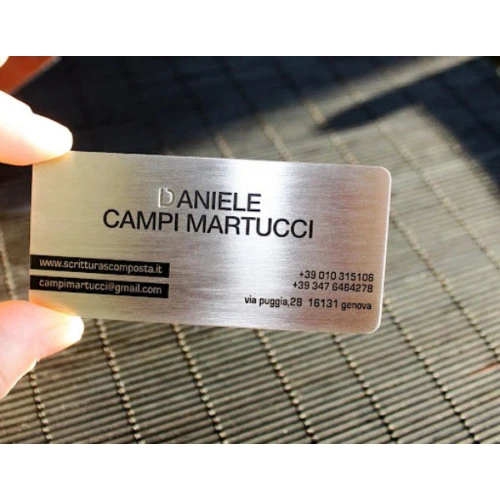 DANIELE
CAMPI MARTUCCI
www.scritturascomposta.it
campimartucci@gmail.com
+39 010 315106
+39 347 6464278
via puggia,28 16131 genova